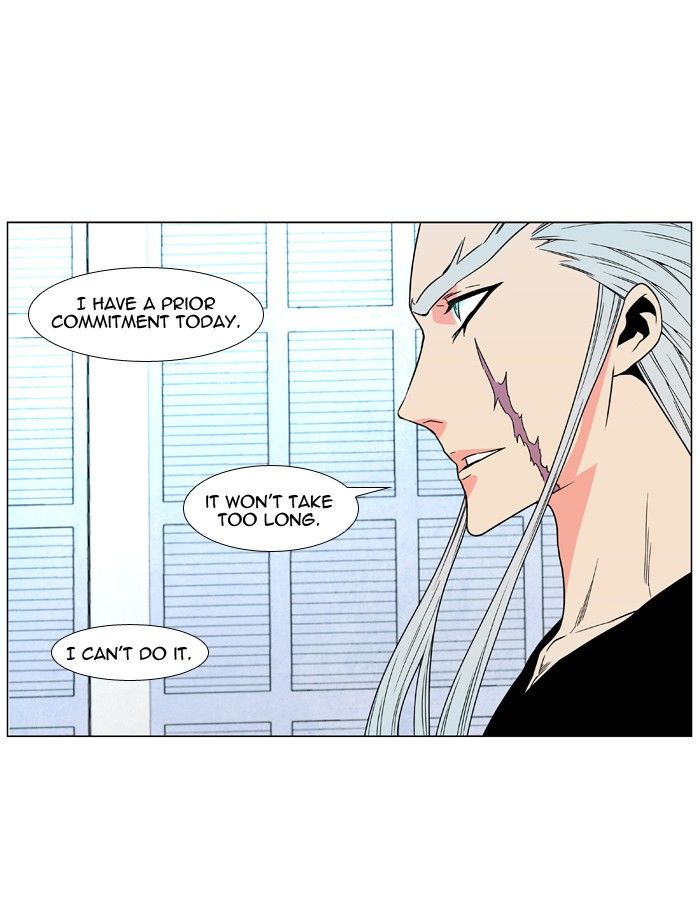 I HAVE A PRIOR
COMMITMENT TODAY.
IT WON'T TAKE
TOO LONG.
I CAN'T DO IT.